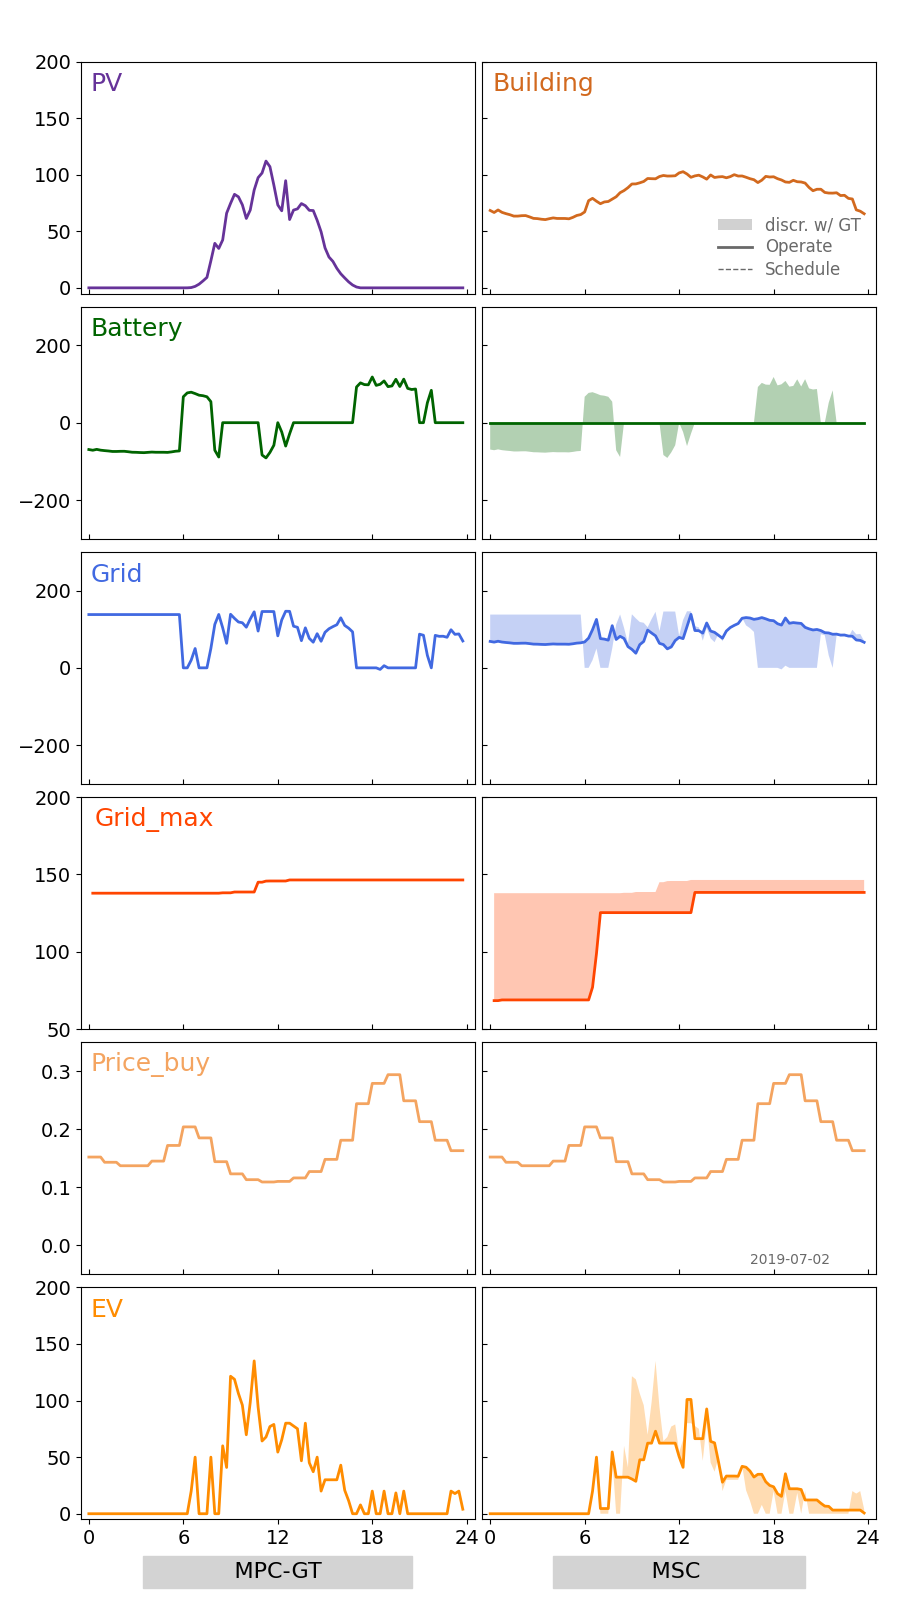 200
PV
Building
150
100
50
discr. w/ GT
Operate
Schedule
0
Battery
200
0
−200
Grid
200
0
−200
200
Grid_max
150
100
50
Price_buy
0.3
0.2
0.1
0.0
2019-07-02
200
EV
150
100
50
0
0 6 12 18 24 0 6 12 18 24
MPC-GT MSC